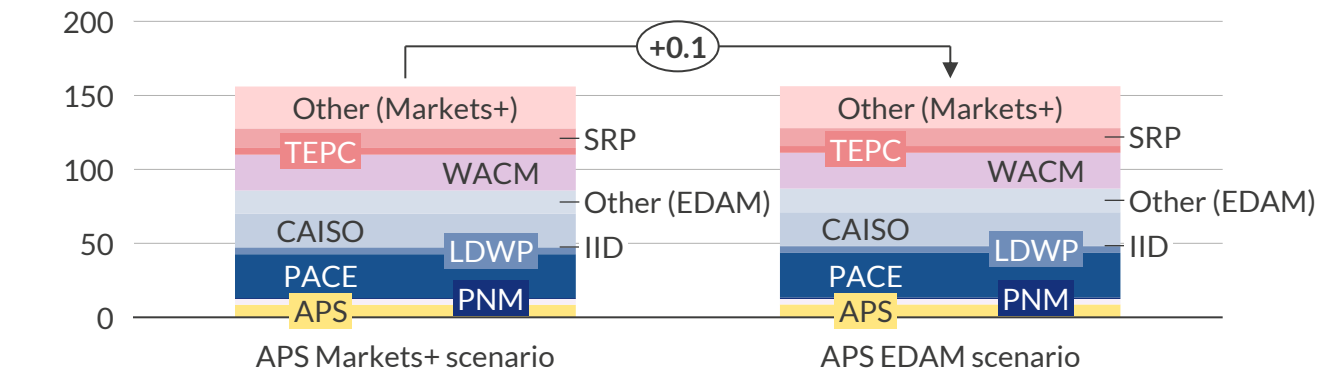 200
150
100
50
0
+0.1
Other (Markets+)
SRP
TEPC
WACM
Other (EDAM)
CAISO
LDWP
IID
PACE
PNM
APS
APS Markets+ scenario
Other (Markets+)
SRP
TEPC
WACM
Other (EDAM)
CAISO
LDWP
IID
PACE
PNM
APS
APS EDAM scenario